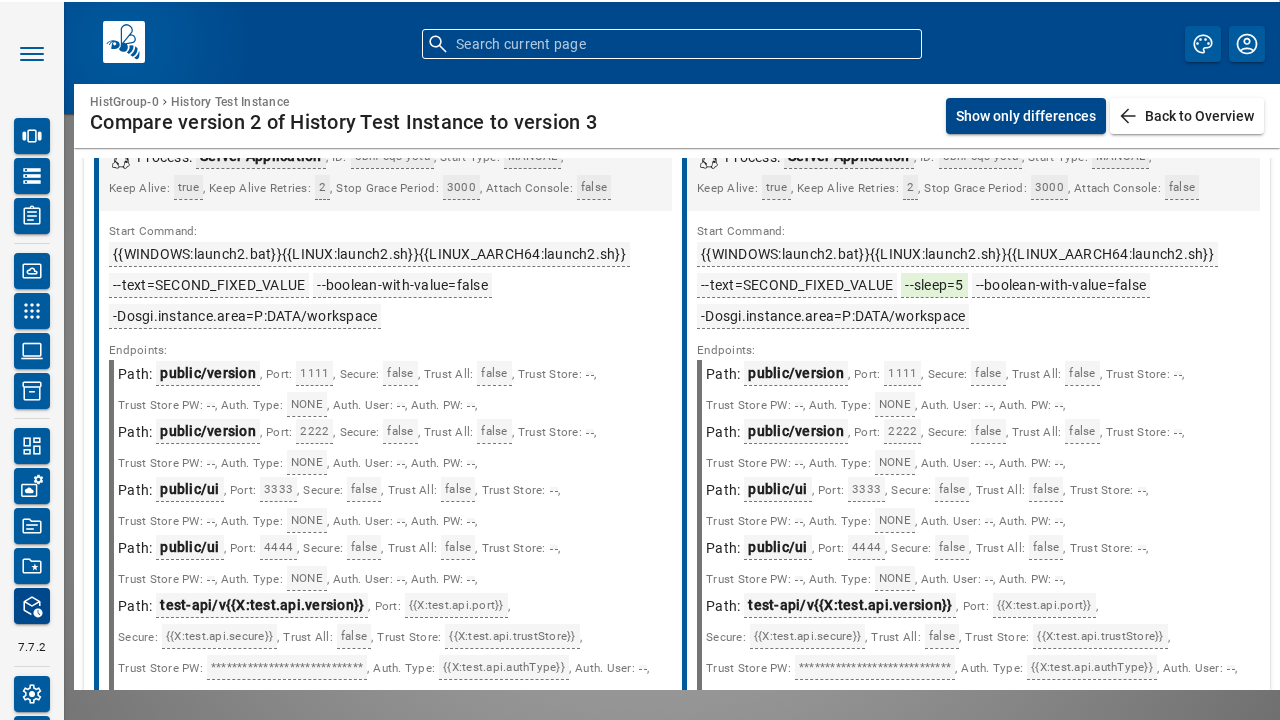 Search current page
HistGroup-0 › History Test Instance
Compare version 2 of History Test Instance to version 3
Show only differences
Back to Overview
Process: Server Application, ID:
Start Type: MANUAL,
Keep Alive: true, Keep Alive Retries: 2, Stop Grace Period: 3000, Attach Console: false
Start Command:
{{WINDOWS:launch2.bat}}{{LINUX:launch2.sh}}{{LINUX_AARCH64:launch2.sh}}
--text=SECOND_FIXED_VALUE --boolean-with-value=false
-Dosgi.instance.area=P:DATA/workspace
Endpoints:
Path: public/version, Port: 1111, Secure: false, Trust All: false, Trust Store: --,
Trust Store PW: --, Auth. Type: NONE, Auth. User: --, Auth. PW: --,
Path: public/version, Port: 2222, Secure: false, Trust All: false, Trust Store: --,
Trust Store PW: --, Auth. Type: NONE, Auth. User: --, Auth. PW: --,
Path: public/ui, Port: 3333, Secure: false, Trust All: false, Trust Store: --,
Trust Store PW: --, Auth. Type: NONE, Auth. User: --, Auth. PW: --,
Path: public/ui, Port: 4444, Secure: false, Trust All: false, Trust Store: --,
Trust Store PW: --, Auth. Type: NONE, Auth. User: --, Auth. PW: --,
Path: test-api/v{{X:test.api.version}}, Port: {{X:test.api.port}},
Secure: {{X:test.api.secure}}, Trust All: false, Trust Store: {{X:test.api.trustStore}},
Trust Store PW: *****************************, Auth. Type: {{X:test.api.authType}}, Auth. User: --,
Process: Server Application, ID:
Start Type: MANUAL,
Keep Alive: true, Keep Alive Retries: 2, Stop Grace Period: 3000, Attach Console: false
Start Command:
{{WINDOWS:launch2.bat}}{{LINUX:launch2.sh}}{{LINUX_AARCH64:launch2.sh}}
--text=SECOND_FIXED_VALUE --sleep=5 --boolean-with-value=false
-Dosgi.instance.area=P:DATA/workspace
Endpoints:
Path: public/version, Port: 1111, Secure: false, Trust All: false, Trust Store: --,
Trust Store PW: --, Auth. Type: NONE, Auth. User: --, Auth. PW: --,
Path: public/version, Port: 2222, Secure: false, Trust All: false, Trust Store: --,
Trust Store PW: --, Auth. Type: NONE, Auth. User: --, Auth. PW: --,
Path: public/ui, Port: 3333, Secure: false, Trust All: false, Trust Store: --,
Trust Store PW: --, Auth. Type: NONE, Auth. User: --, Auth. PW: --,
Path: public/ui, Port: 4444, Secure: false, Trust All: false, Trust Store: --,
Trust Store PW: --, Auth. Type: NONE, Auth. User: --, Auth. PW: --,
Path: test-api/v{{X:test.api.version}}, Port: {{X:test.api.port}},
Secure: {{X:test.api.secure}}, Trust All: false, Trust Store: {{X:test.api.trustStore}},
Trust Store PW: *****************************, Auth. Type: {{X:test.api.authType}}, Auth. User: --,
7.7.2